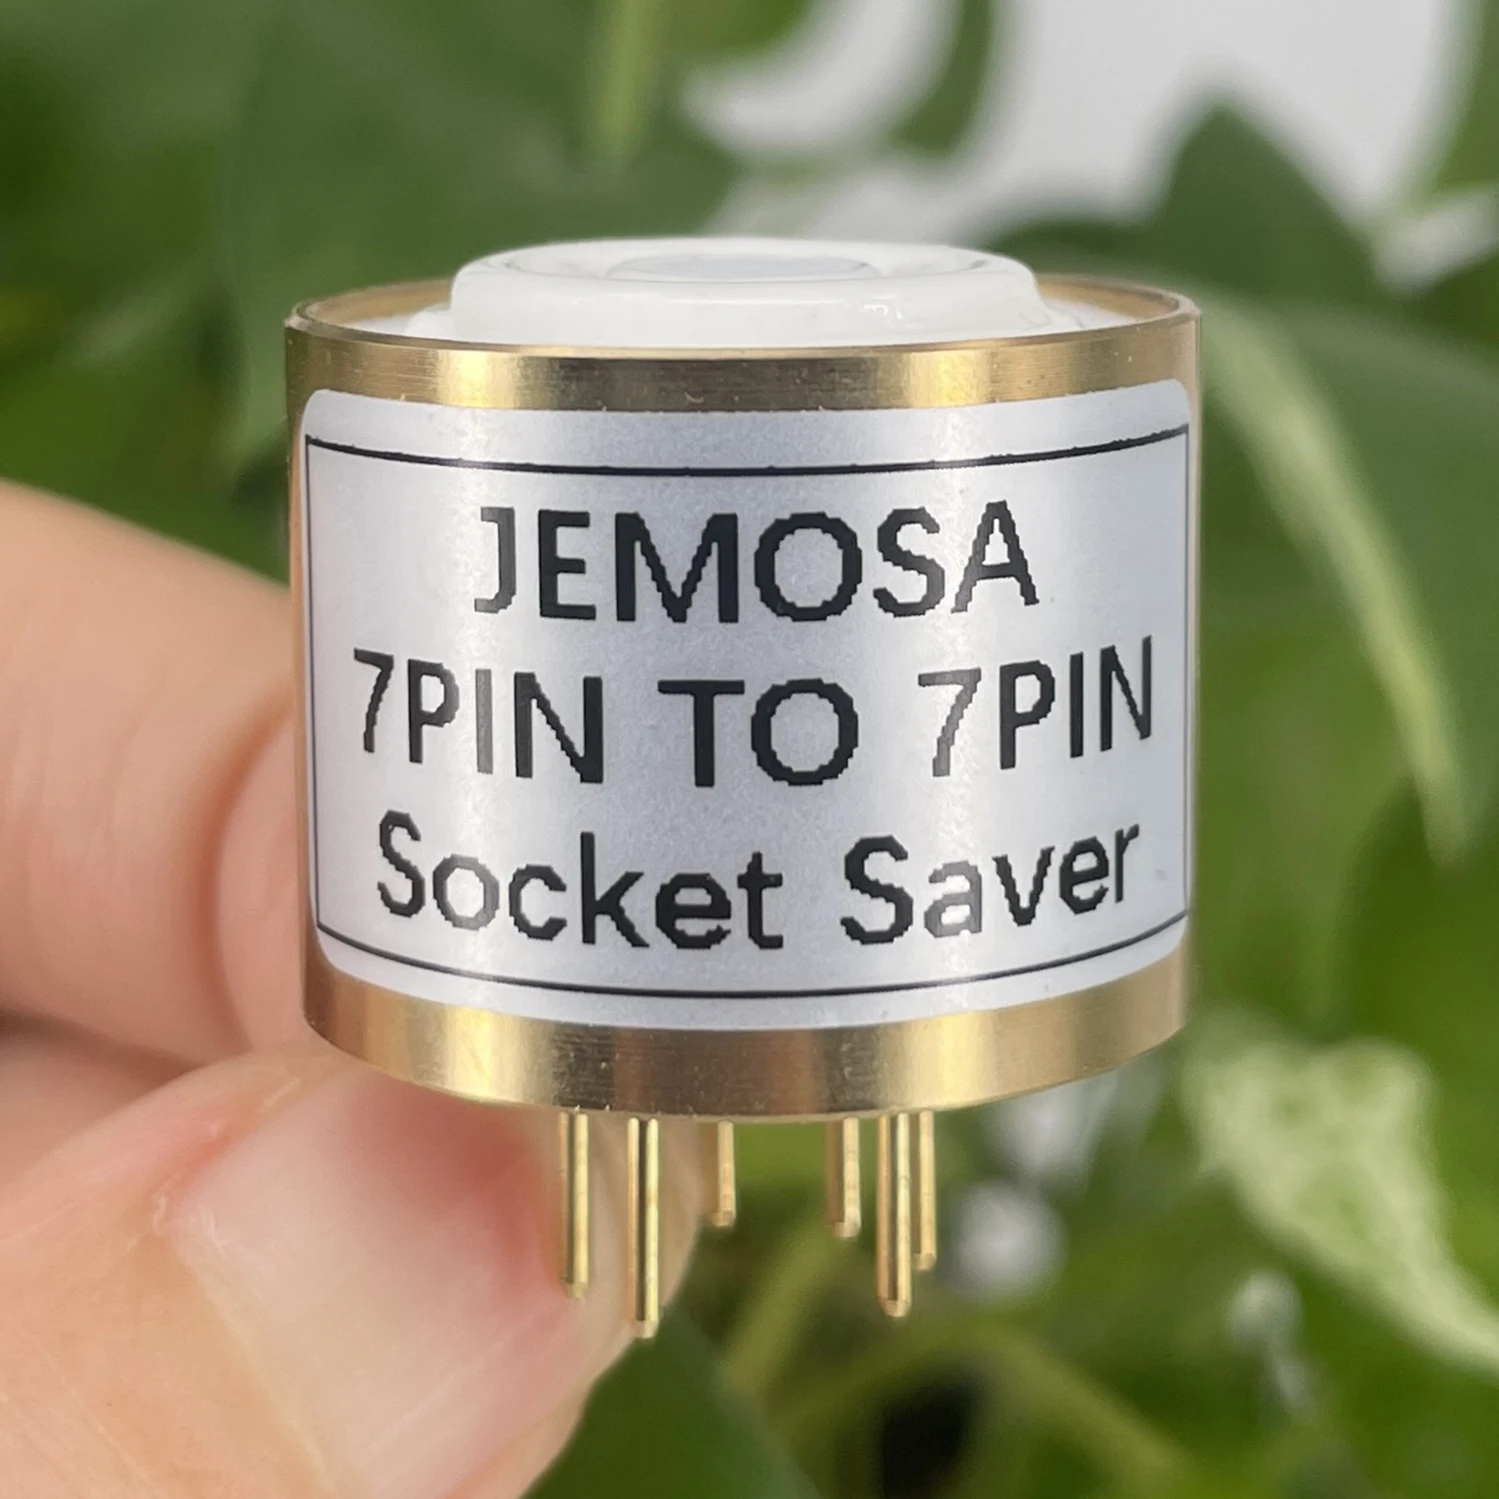 JEMOSA
7PIN TO 7PIN
Socket Saver